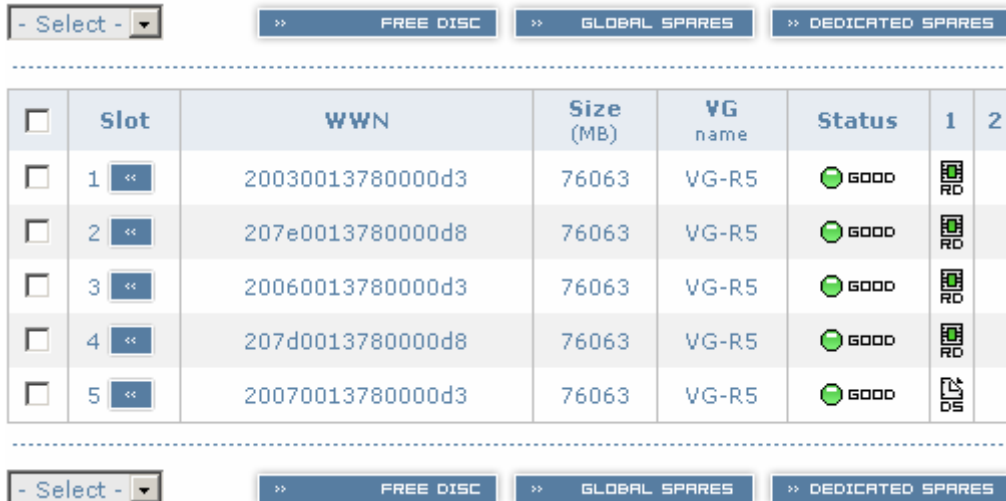 - Select - FREE DISC GLOBAL SPARES DEDICATED SPARES
Slot WWN Size (MB) VG name Status 1 2
1 20030013780000d3 76063 VG-R5 GOOD RD
2 207e0013780000d8 76063 VG-R5 GOOD RD
3 20060013780000d3 76063 VG-R5 GOOD RD
4 207d0013780000d8 76063 VG-R5 GOOD RD
5 20070013780000d3 76063 VG-R5 GOOD DS
- Select - FREE DISC GLOBAL SPARES DEDICATED SPARES